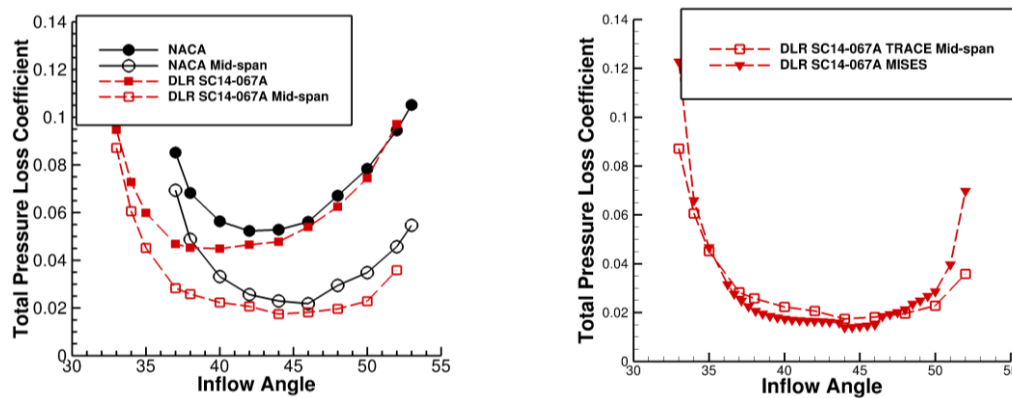 Total Pressure Loss Coefficient
0.14
0.12
0.1
0.08
0.06
0.04
0.02
0
NACA
NACA Mid-span
DLR SC14-067A
DLR SC14-067A Mid-span
30 35 40 45 50 55
Inflow Angle
Total Pressure Loss Coefficient
0.14
0.12
0.1
0.08
0.06
0.04
0.02
0
DLR SC14-067A TRACE Mid-span
DLR SC14-067A MISES
30 35 40 45 50 55
Inflow Angle